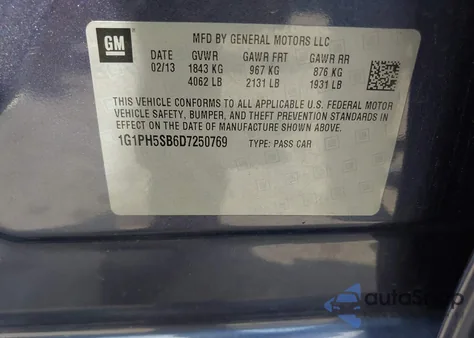 GM
MFD BY GENERAL MOTORS LLC
DATE GVWR GAWR FRT GAWR RR
02/13 1843 KG 967 KG 876 KG
4062 LB 2131 LB 1931 LB
THIS VEHICLE CONFORMS TO ALL APPLICABLE U.S. FEDERAL MOTOR
VEHICLE SAFETY, BUMPER, AND THEFT PREVENTION STANDARDS
IN EFFECT ON THE DATE OF MANUFACTURE SHOWN ABOVE.
1G1PH5SB6D7250769 TYPE: PASS CAR